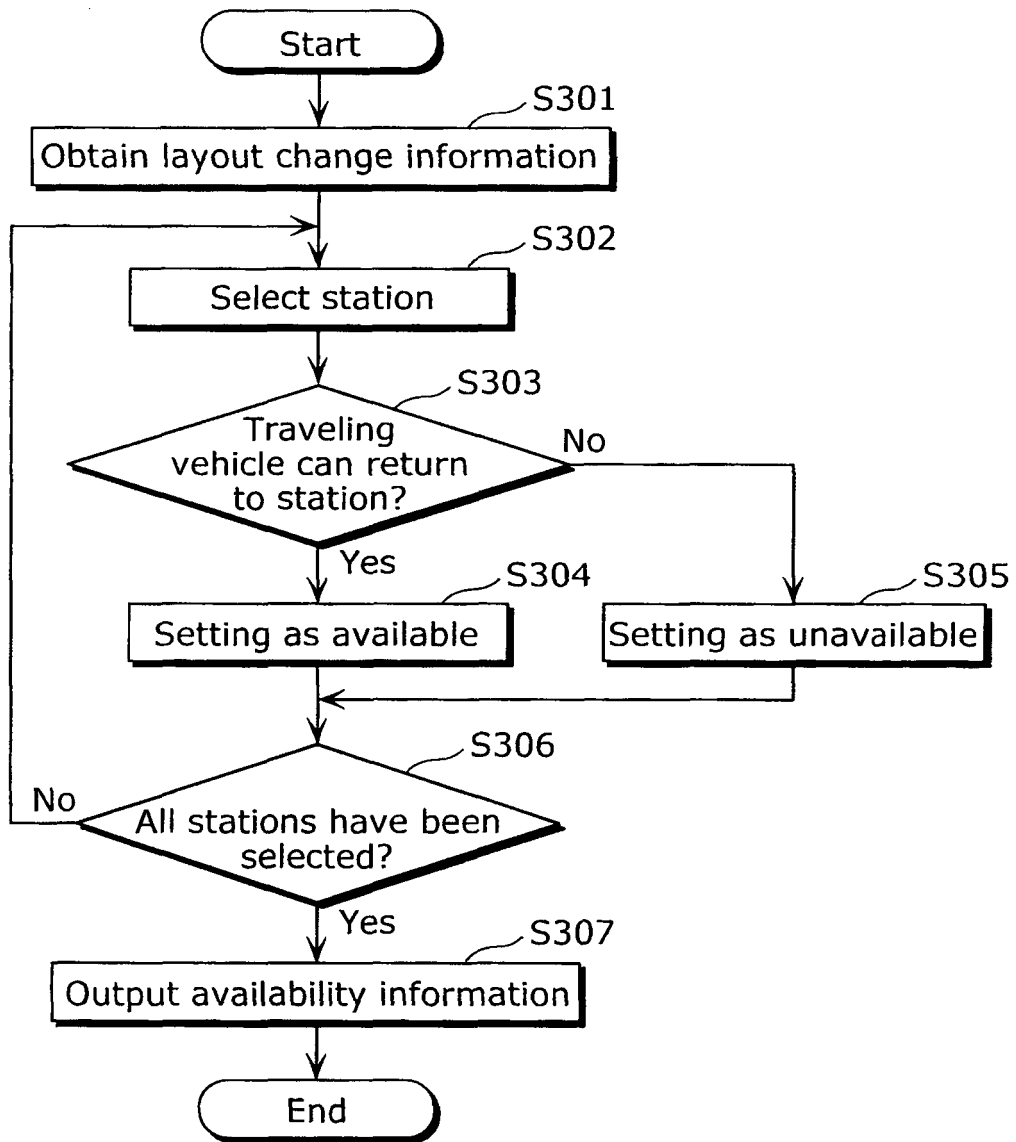 Start
S301
Obtain layout change information
S302
Select station
S303
Traveling
vehicle can return
to station?
No
Yes
S304
Setting as available
S305
Setting as unavailable
S306
No
All stations have been
selected?
Yes
S307
Output availability information
End